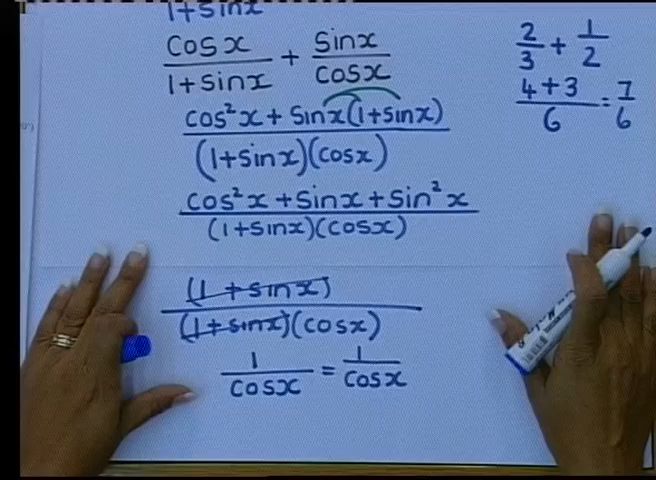 1+sinx
cosx/(1+sinx) + sinx/cosx
(cos²x + sinx(1+sinx))/((1+sinx)(cosx))
(cos²x + sinx + sin²x)/((1+sinx)(cosx))
(1+sinx)/((1+sinx)(cosx))
1/cosx = 1/cosx
2/3 + 1/2
(4+3)/6 = 7/6